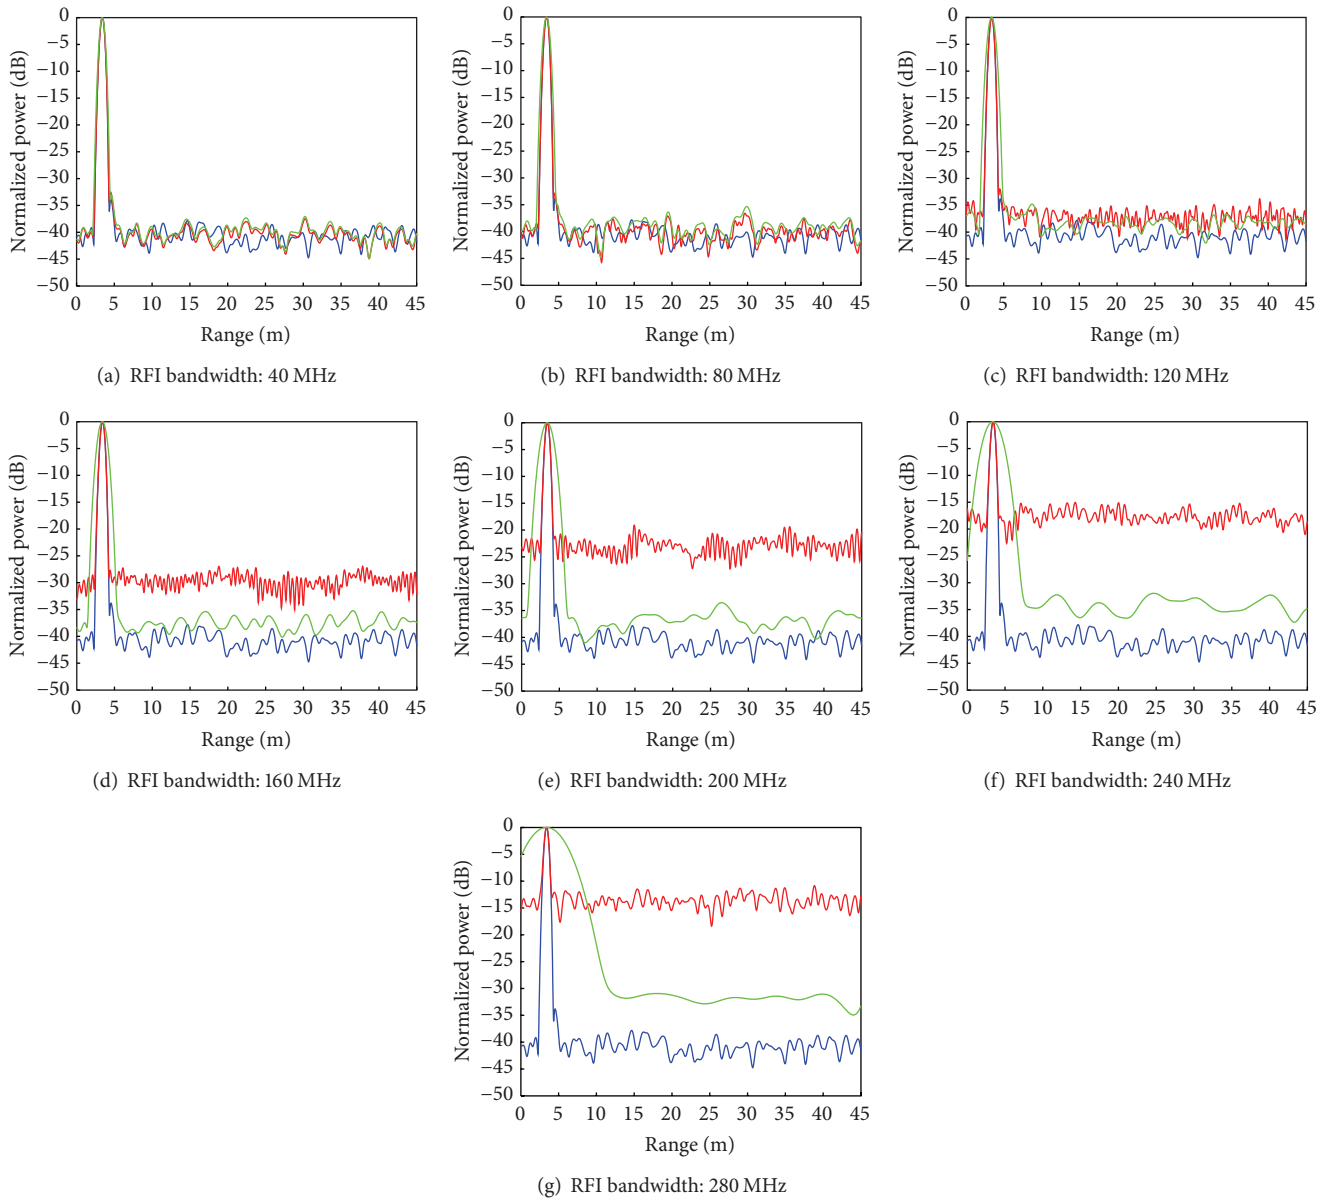 0
−5
−10
−15
−20
−25
−30
−35
−40
−45
−50
Normalized power (dB)
0 5 10 15 20 25 30 35 40 45
Range (m)
(a) RFI bandwidth: 40 MHz
0
−5
−10
−15
−20
−25
−30
−35
−40
−45
−50
Normalized power (dB)
0 5 10 15 20 25 30 35 40 45
Range (m)
(b) RFI bandwidth: 80 MHz
0
−5
−10
−15
−20
−25
−30
−35
−40
−45
−50
Normalized power (dB)
0 5 10 15 20 25 30 35 40 45
Range (m)
(c) RFI bandwidth: 120 MHz
0
−5
−10
−15
−20
−25
−30
−35
−40
−45
−50
Normalized power (dB)
0 5 10 15 20 25 30 35 40 45
Range (m)
(d) RFI bandwidth: 160 MHz
0
−5
−10
−15
−20
−25
−30
−35
−40
−45
−50
Normalized power (dB)
0 5 10 15 20 25 30 35 40 45
Range (m)
(e) RFI bandwidth: 200 MHz
0
−5
−10
−15
−20
−25
−30
−35
−40
−45
−50
Normalized power (dB)
0 5 10 15 20 25 30 35 40 45
Range (m)
(f) RFI bandwidth: 240 MHz
0
−5
−10
−15
−20
−25
−30
−35
−40
−45
−50
Normalized power (dB)
0 5 10 15 20 25 30 35 40 45
Range (m)
(g) RFI bandwidth: 280 MHz